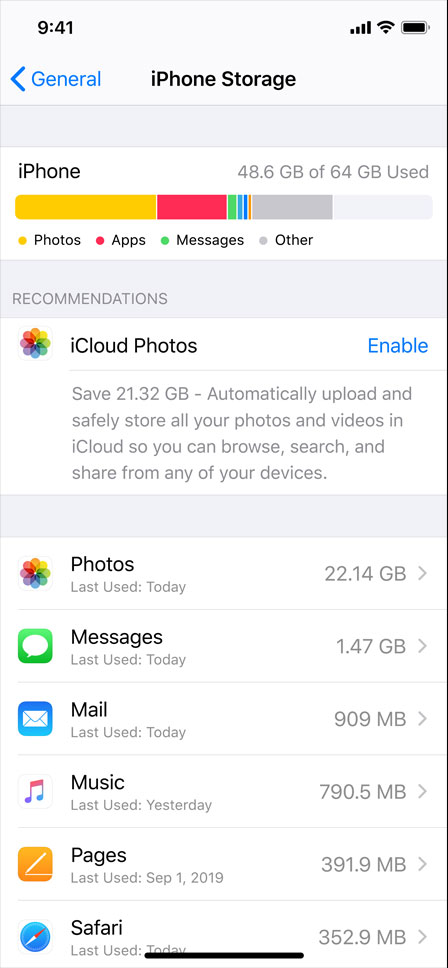 9:41
General
iPhone Storage
iPhone
48.6 GB of 64 GB Used
Photos Apps Messages Other
RECOMMENDATIONS
iCloud Photos
Enable
Save 21.32 GB - Automatically upload and
safely store all your photos and videos in
iCloud so you can browse, search, and
share from any of your devices.
Photos
Last Used: Today
22.14 GB
Messages
Last Used: Today
1.47 GB
Mail
Last Used: Today
909 MB
Music
Last Used: Yesterday
790.5 MB
Pages
Last Used: Sep 1, 2019
391.9 MB
Safari
Last Used: Today
352.9 MB